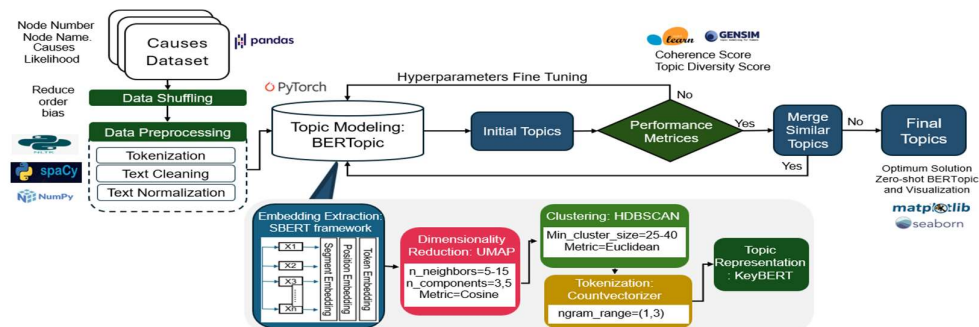 Node Number
Node Name.
Causes
Likelihood
Causes
Dataset
pandas
learn
GENSIM
Coherence Score
Topic Diversity Score
Reduce
order
bias
Data Shuffling
PyTorch
Hyperparameters Fine Tuning
No
Data Preprocessing
Tokenization
Text Cleaning
Text Normalization
NLTK
spaCy
NumPy
Topic Modeling:
BERTopic
Initial Topics
Performance
Metrices
Yes
Merge
Similar
Topics
No
Final
Topics
Yes
Optimum Solution
Zero-shot BERTopic
and Visualization
matplotlib
seaborn
Embedding Extraction:
SBERT framework
X1
X2
X3
Xn
Segment Embedding
Position Embedding
Token Embedding
Dimensionality
Reduction: UMAP
n_neighbors=5-15
n_components=3,5
Metric=Cosine
Clustering: HDBSCAN
Min_cluster_size=25-40
Metric=Euclidean
Tokenization:
Countvectorizer
ngram_range=(1,3)
Topic
Representation
: KeyBERT